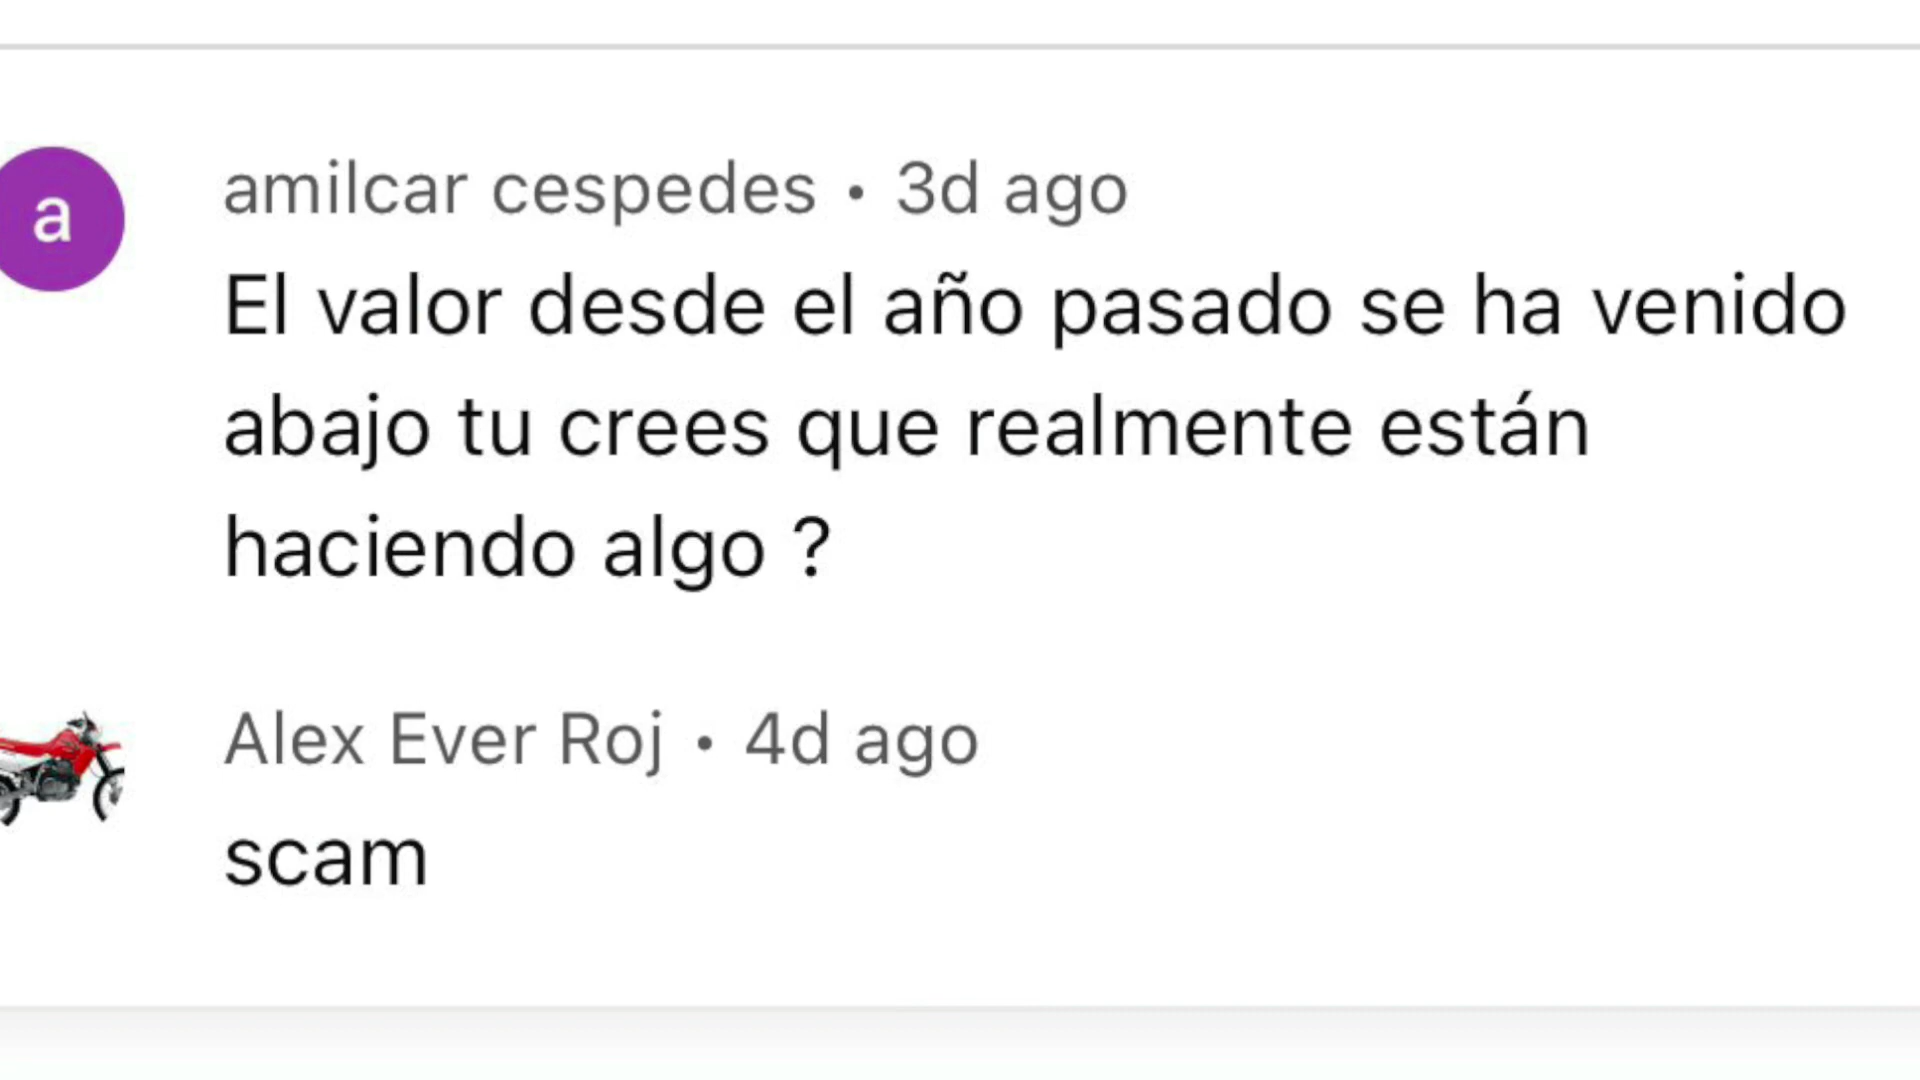 a
amilcar cespedes • 3d ago
El valor desde el año pasado se ha venido
abajo tu crees que realmente están
haciendo algo ?
Alex Ever Roj • 4d ago
scam